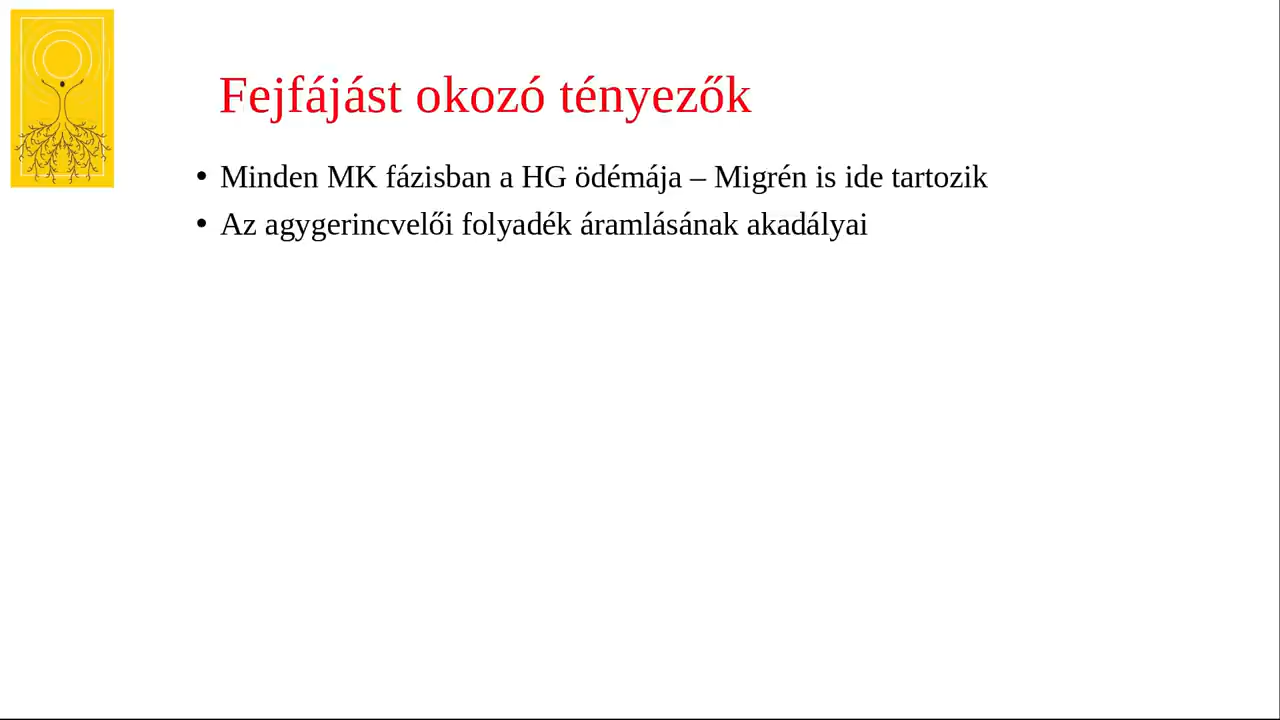 Fejfájást okozó tényezők
• Minden MK fázisban a HG ödémája – Migrén is ide tartozik
• Az agygerincvelői folyadék áramlásának akadályai